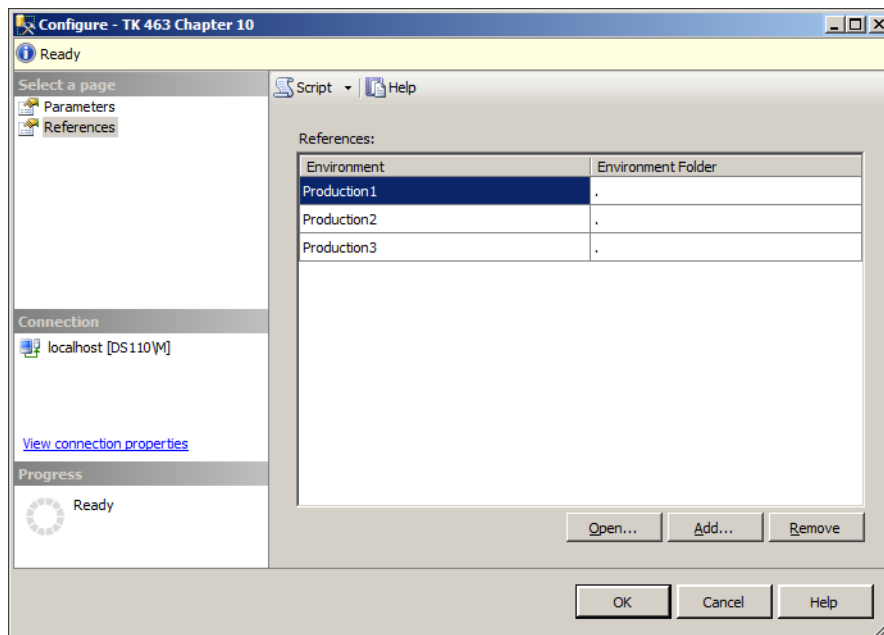 Configure - TK 463 Chapter 10
Ready
Select a page
Parameters
References
Script
Help
References:
Environment Environment Folder
Production1 .
Production2 .
Production3 .
Connection
localhost [DS110\M]
View connection properties
Progress
Ready
Open... Add... Remove
OK Cancel Help